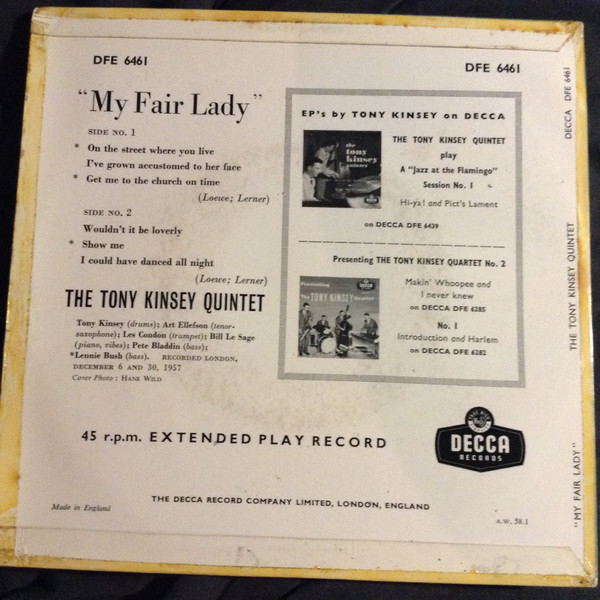 DFE 6461
DFE 6461
"My Fair Lady"
SIDE NO. 1
* On the street where you live
I've grown accustomed to her face
* Get me to the church on time
(Loewe; Lerner)
SIDE NO. 2
Wouldn't it be loverly
* Show me
I could have danced all night
(Loewe; Lerner)
THE TONY KINSEY QUINTET
Tony Kinsey (drums); Art Ellefson (tenor-
saxophone); Les Condon (trumpet); Bill Le Sage
(piano, vibes); Pete Bladdin (bass);
*Lennie Bush (bass). RECORDED LONDON,
DECEMBER 6 AND 30, 1957
Cover Photo: HANS WILD
EP's by TONY KINSEY on DECCA
the
tony
kinsey
quintet
DECCA
THE TONY KINSEY QUINTET
play
A "Jazz at the Flamingo"
Session No. 1
Hi-ya! and Pict's Lament
on DECCA DFE 6439
Presenting THE TONY KINSEY QUARTET No. 2
Presenting
The TONY KINSEY Quartet
Makin' Whoopee and
I never knew
on DECCA DFE 6285
No. 1
Introduction and Harlem
on DECCA DFE 6282
45 r.p.m. EXTENDED PLAY RECORD
DECCA
RECORDS
THE DECCA RECORD COMPANY LIMITED, LONDON, ENGLAND
Made in England
A.W. 58.1
"MY FAIR LADY" THE TONY KINSEY QUINTET DECCA DFE 6461